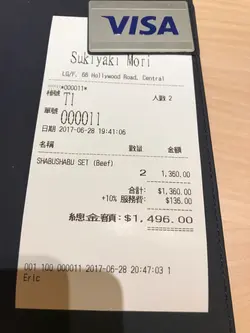 VISA
Sukiyaki Mori
LG/F, 66 Hollywood Road, Central
*000011*
檯號 T1 人數 2
單號 000011
日期 2017-06-28 19:41:06
名稱 數量 金額
SHABUSHABU SET (Beef)
2 1,360.00
合計: $1,360.00
+10% 服務費: $136.00
總金額: $1,496.00
001 100 000011 2017-06-28 20:47:03 1
Eric